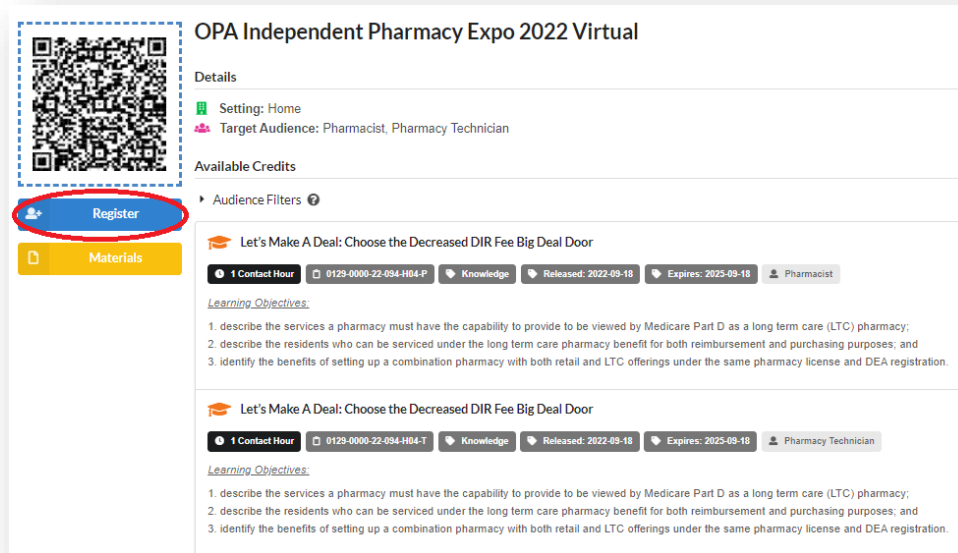 OPA Independent Pharmacy Expo 2022 Virtual
Details
Setting: Home
Target Audience: Pharmacist, Pharmacy Technician
Available Credits
Audience Filters
Register
Materials
Let's Make A Deal: Choose the Decreased DIR Fee Big Deal Door
1 Contact Hour 0129-0000-22-094-H04-P Knowledge Released: 2022-09-18 Expires: 2025-09-18 Pharmacist
Learning Objectives:
1. describe the services a pharmacy must have the capability to provide to be viewed by Medicare Part D as a long term care (LTC) pharmacy;
2. describe the residents who can be serviced under the long term care pharmacy benefit for both reimbursement and purchasing purposes; and
3. identify the benefits of setting up a combination pharmacy with both retail and LTC offerings under the same pharmacy license and DEA registration.
Let's Make A Deal: Choose the Decreased DIR Fee Big Deal Door
1 Contact Hour 0129-0000-22-094-H04-T Knowledge Released: 2022-09-18 Expires: 2025-09-18 Pharmacy Technician
Learning Objectives:
1. describe the services a pharmacy must have the capability to provide to be viewed by Medicare Part D as a long term care (LTC) pharmacy;
2. describe the residents who can be serviced under the long term care pharmacy benefit for both reimbursement and purchasing purposes; and
3. identify the benefits of setting up a combination pharmacy with both retail and LTC offerings under the same pharmacy license and DEA registration.